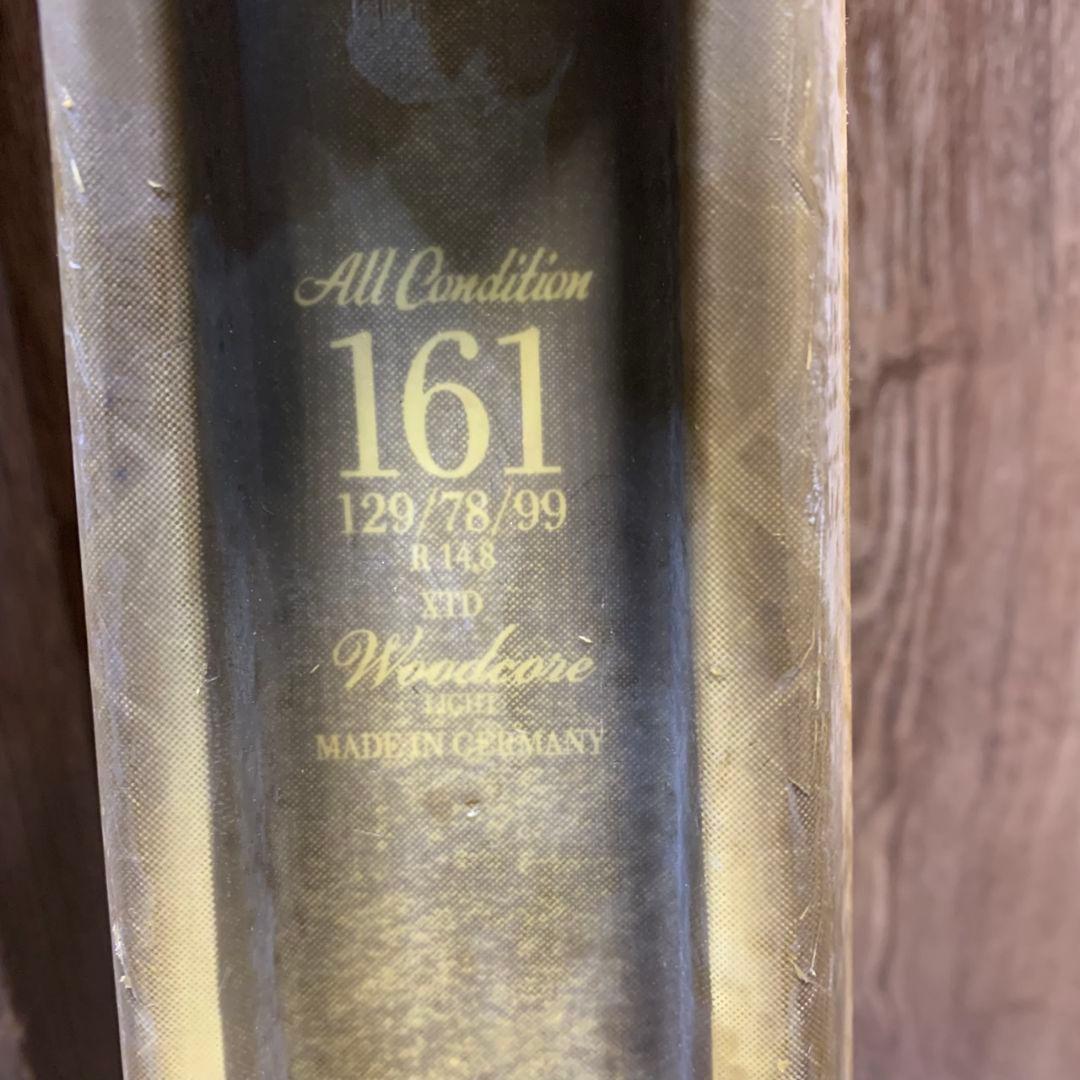 All Condition
161
129/78/99
R 14.8
XTD
Woodcore
LIGHT
MADE IN GERMANY